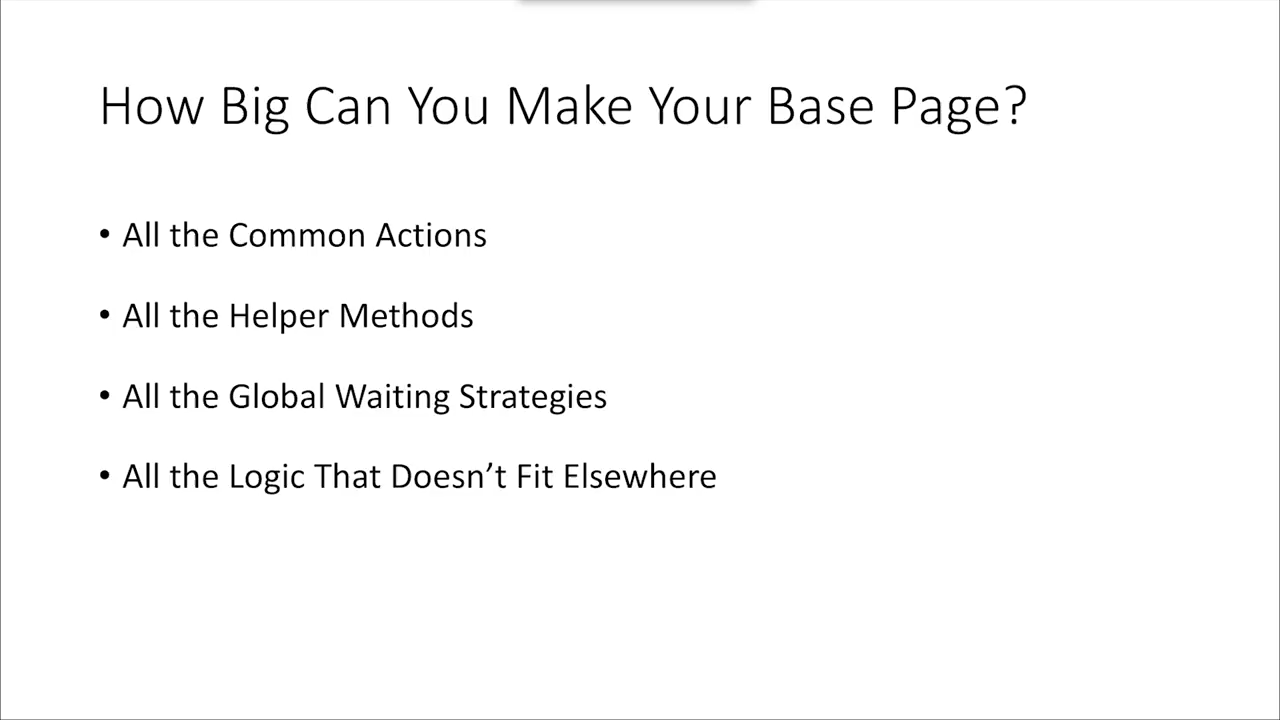 How Big Can You Make Your Base Page?
• All the Common Actions
• All the Helper Methods
• All the Global Waiting Strategies
• All the Logic That Doesn’t Fit Elsewhere